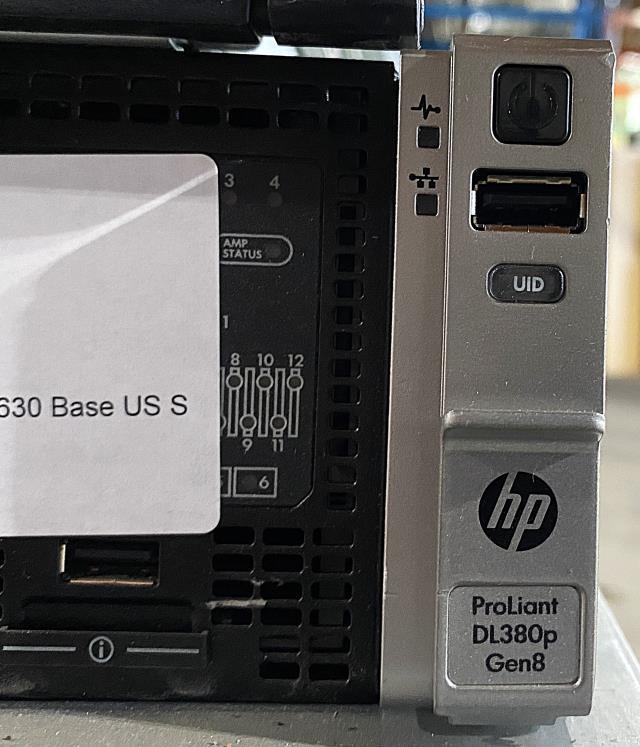 3 4
AMP
STATUS
1
8 10 12
9 11
6
630 Base US S
UID
hp
ProLiant
DL380p
Gen8